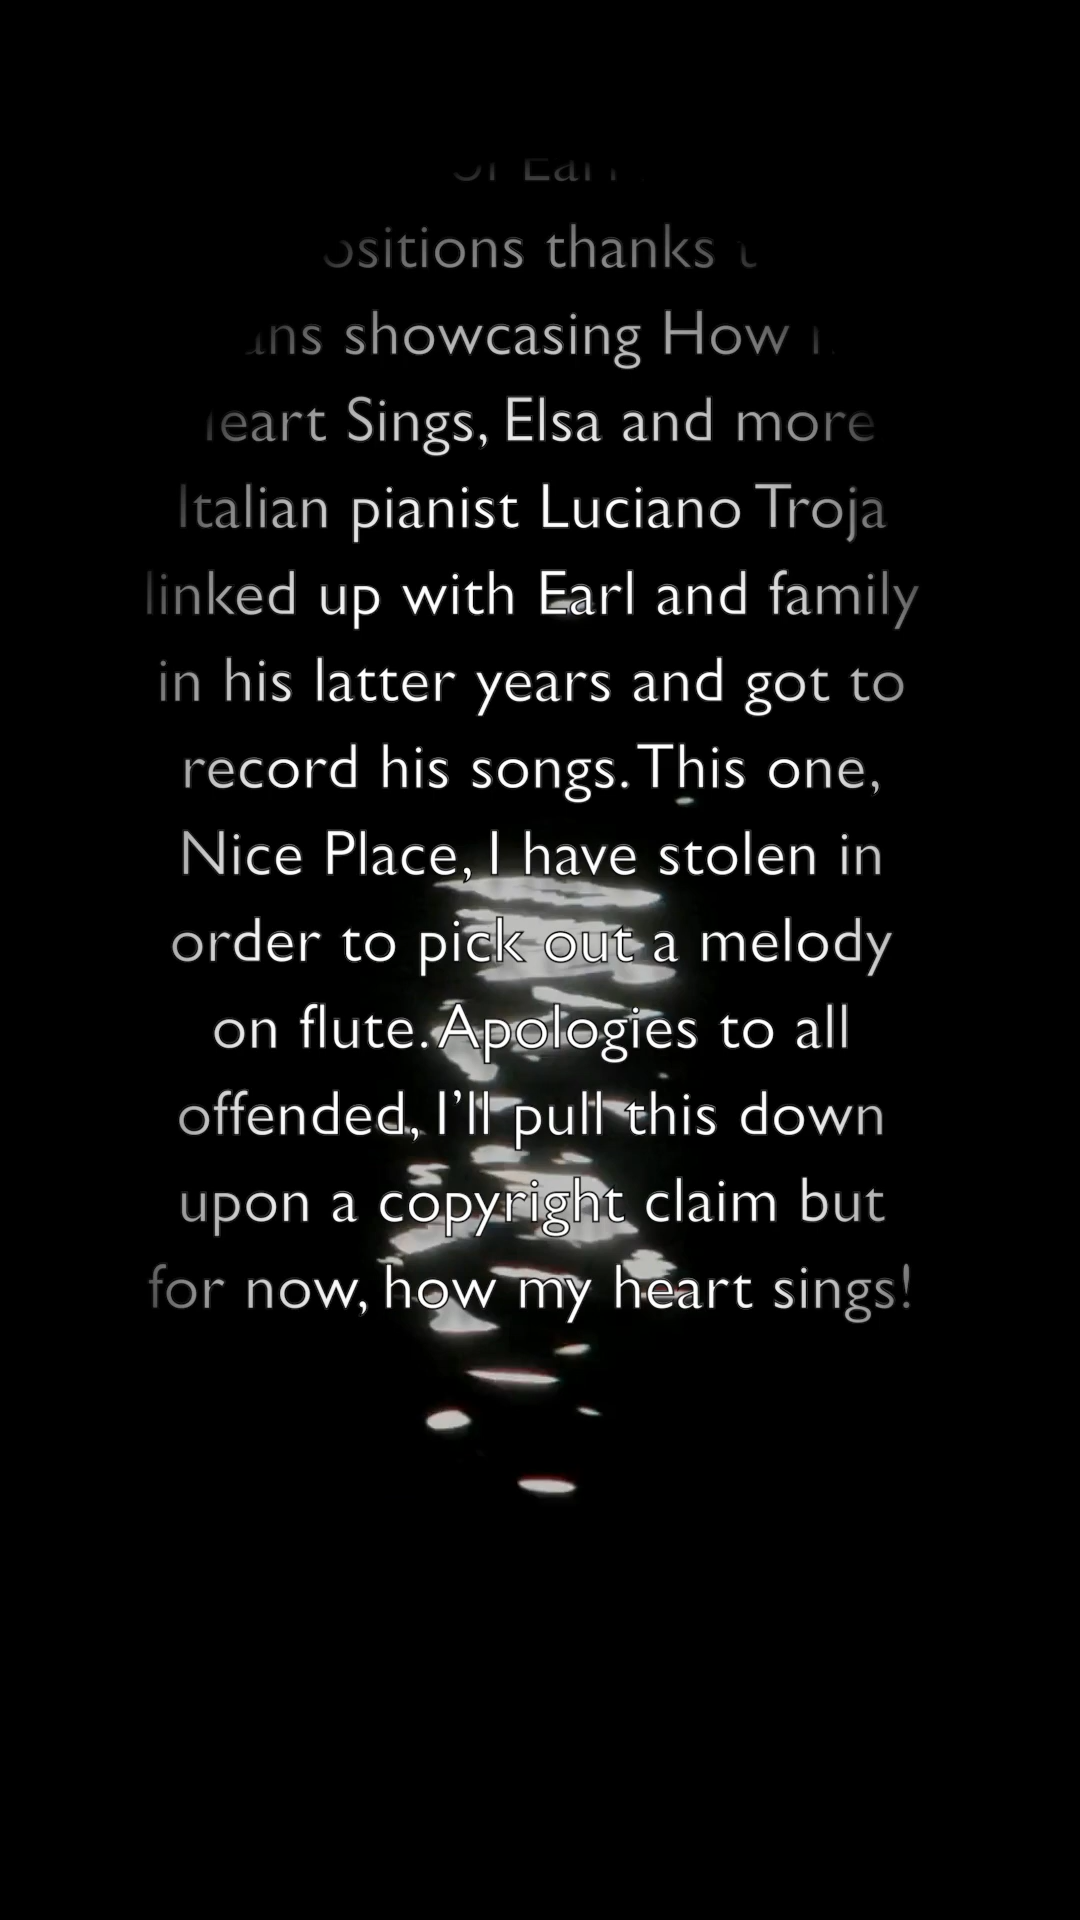 of Earl
thanks
showcasing How
Sings, Elsa and more
Italian pianist Luciano Troja
linked up with Earl and family
in his latter years and got to
record his songs. This one,
Nice Place, I have stolen in
order to pick out a melody
on flute. Apologies to all
offended, I'll pull this down
upon a copyright claim but
for now, how my heart sings!